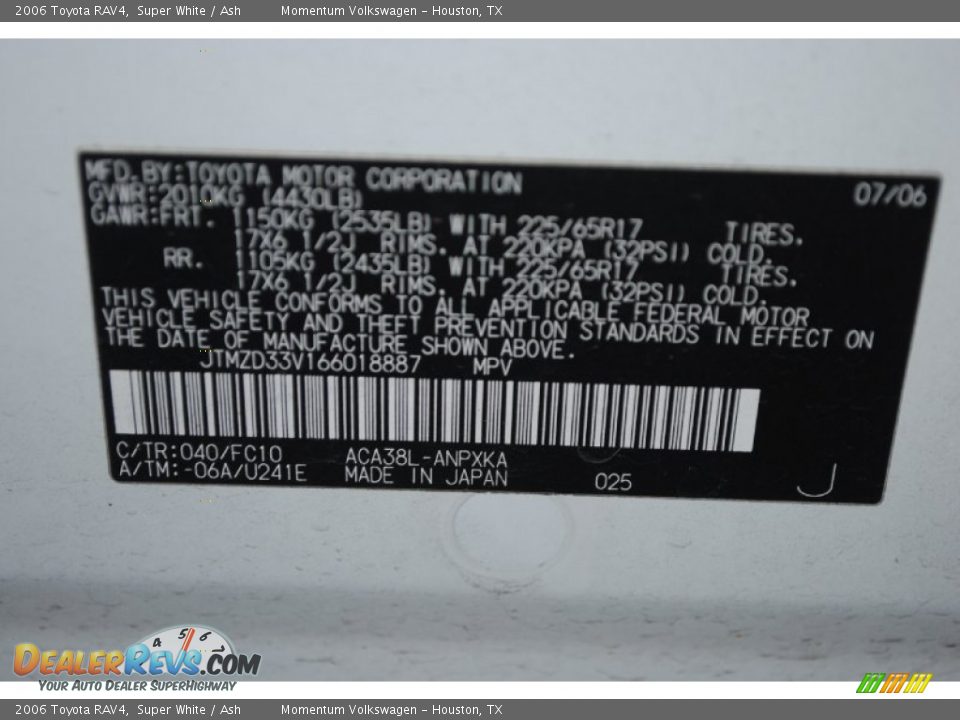 2006 Toyota RAV4, Super White / Ash Momentum Volkswagen - Houston, TX
MFD.BY:TOYOTA MOTOR CORPORATION 07/06
GVWR:2010KG (4430LB)
GAWR:FRT. 1150KG (2535LB) WITH 225/65R17 TIRES.
17X6 1/2J RIMS. AT 220KPA (32PSI) COLD.
RR. 1105KG (2435LB) WITH 225/65R17 TIRES.
17X6 1/2J RIMS. AT 220KPA (32PSI) COLD.
THIS VEHICLE CONFORMS TO ALL APPLICABLE FEDERAL MOTOR
VEHICLE SAFETY AND THEFT PREVENTION STANDARDS IN EFFECT ON
THE DATE OF MANUFACTURE SHOWN ABOVE.
JTMZD33V166018887 MPV
C/TR:040/FC10 ACA38L-ANPXKA
A/TM:-06A/U241E MADE IN JAPAN 025 J
4 5 6
DEALERREVS.COM
YOUR AUTO DEALER SUPERHIGHWAY
2006 Toyota RAV4, Super White / Ash Momentum Volkswagen - Houston, TX